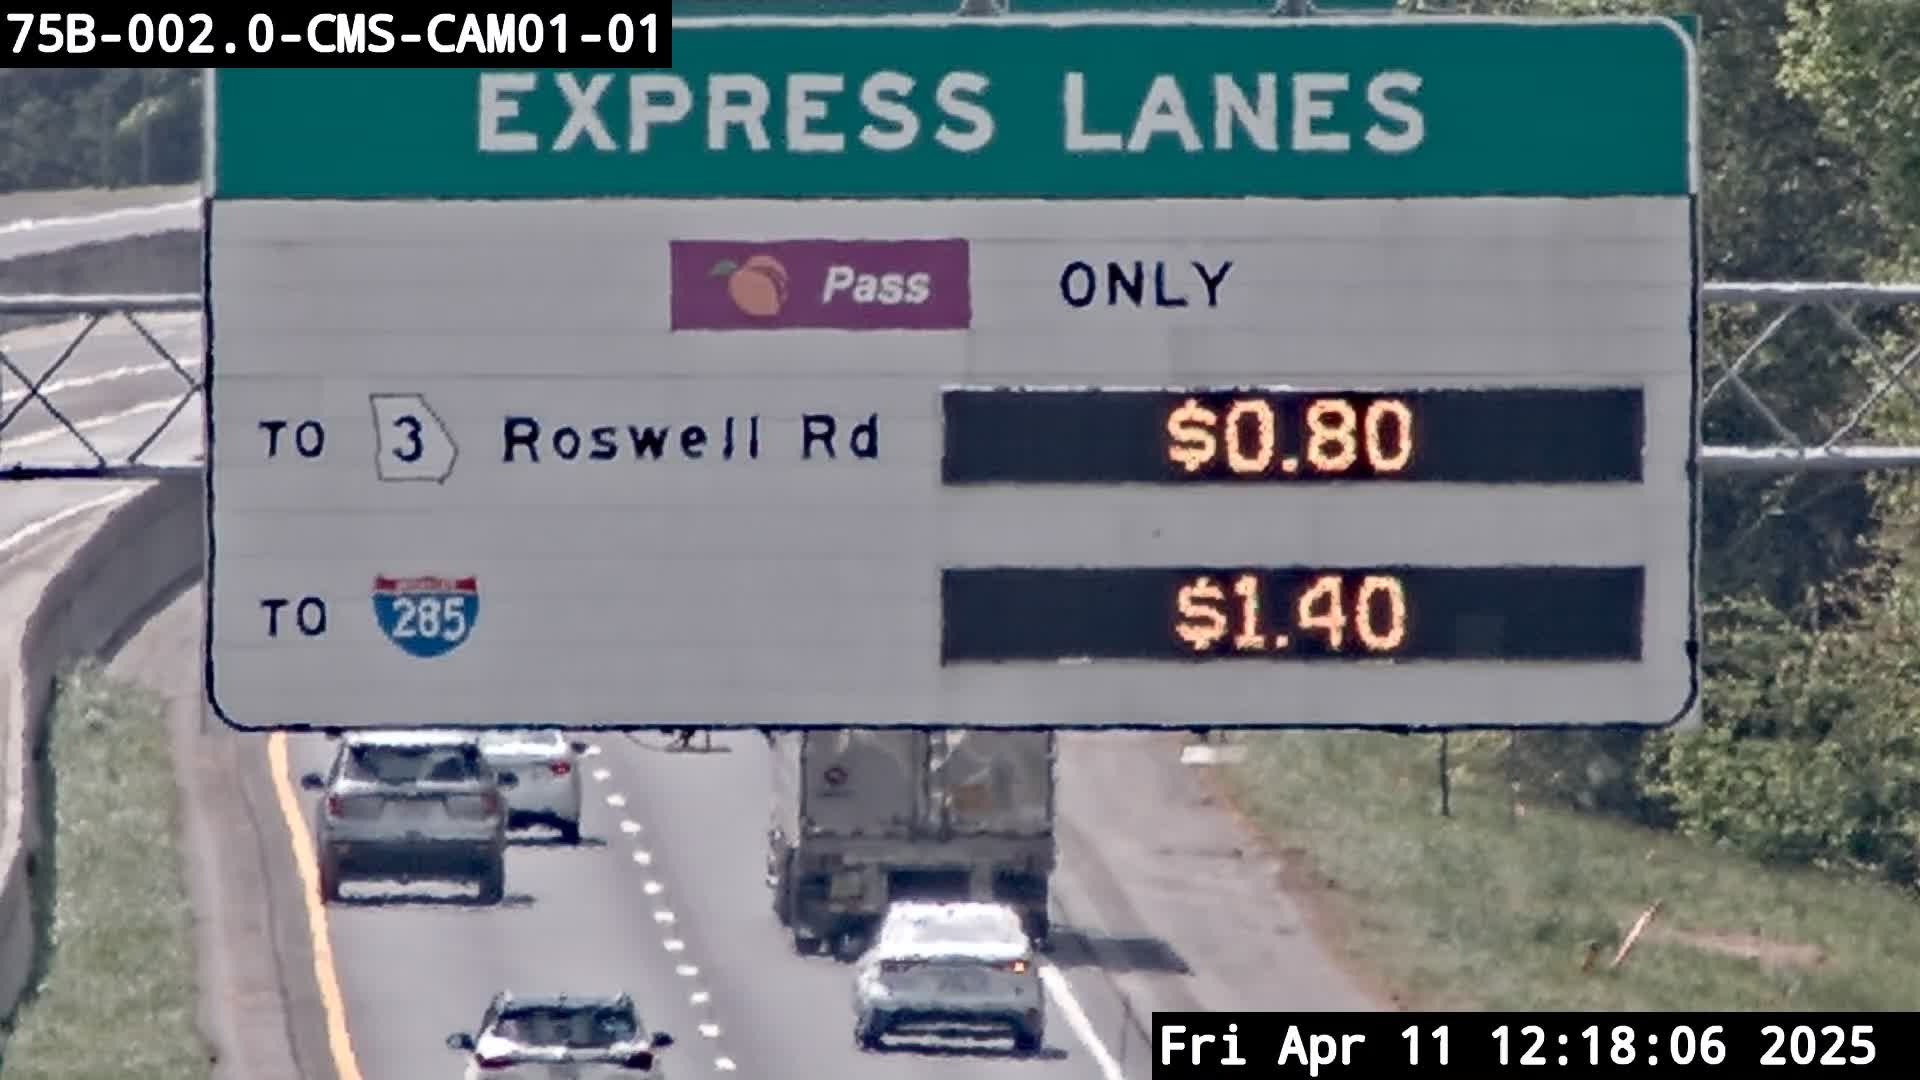 75B-002.0-CMS-CAM01-01
EXPRESS LANES
Pass ONLY
TO 3 Roswell Rd $0.80
TO 285 $1.40
Fri Apr 11 12:18:06 2025